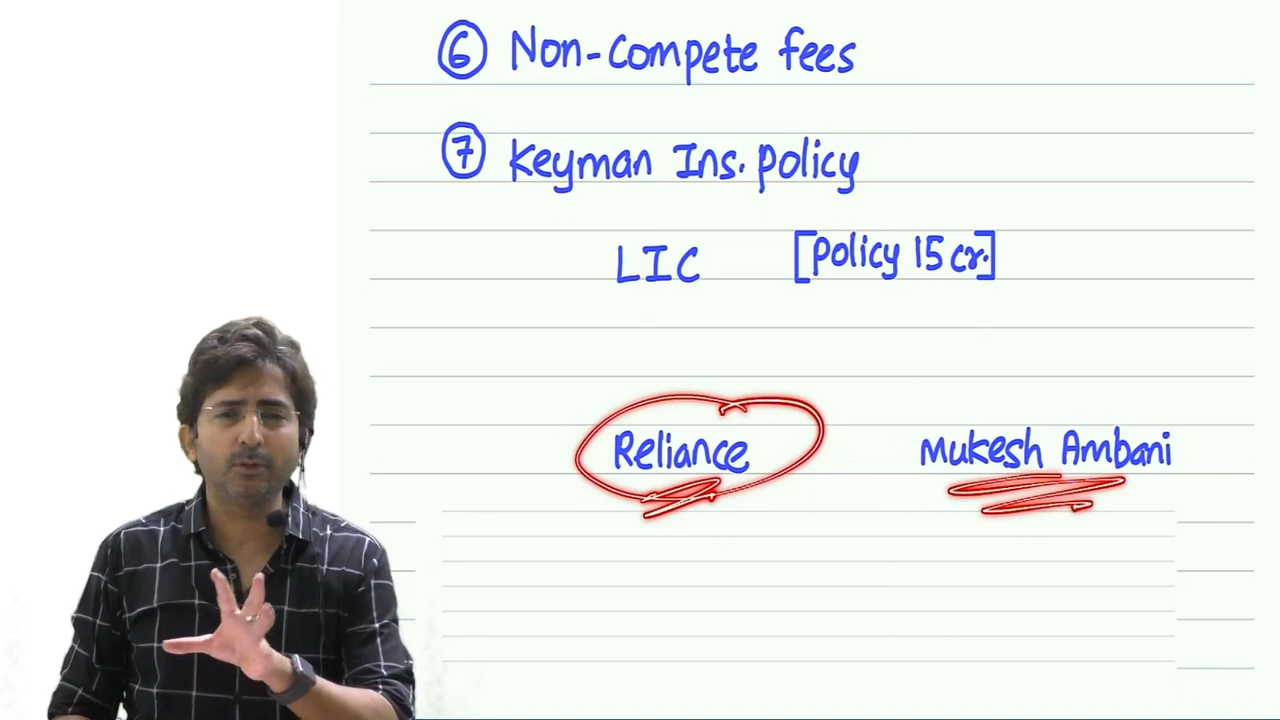 ⑥ Non-Compete fees
⑦ Keyman Ins. policy
LIC [Policy 15 cr.]
Reliance Mukesh Ambani